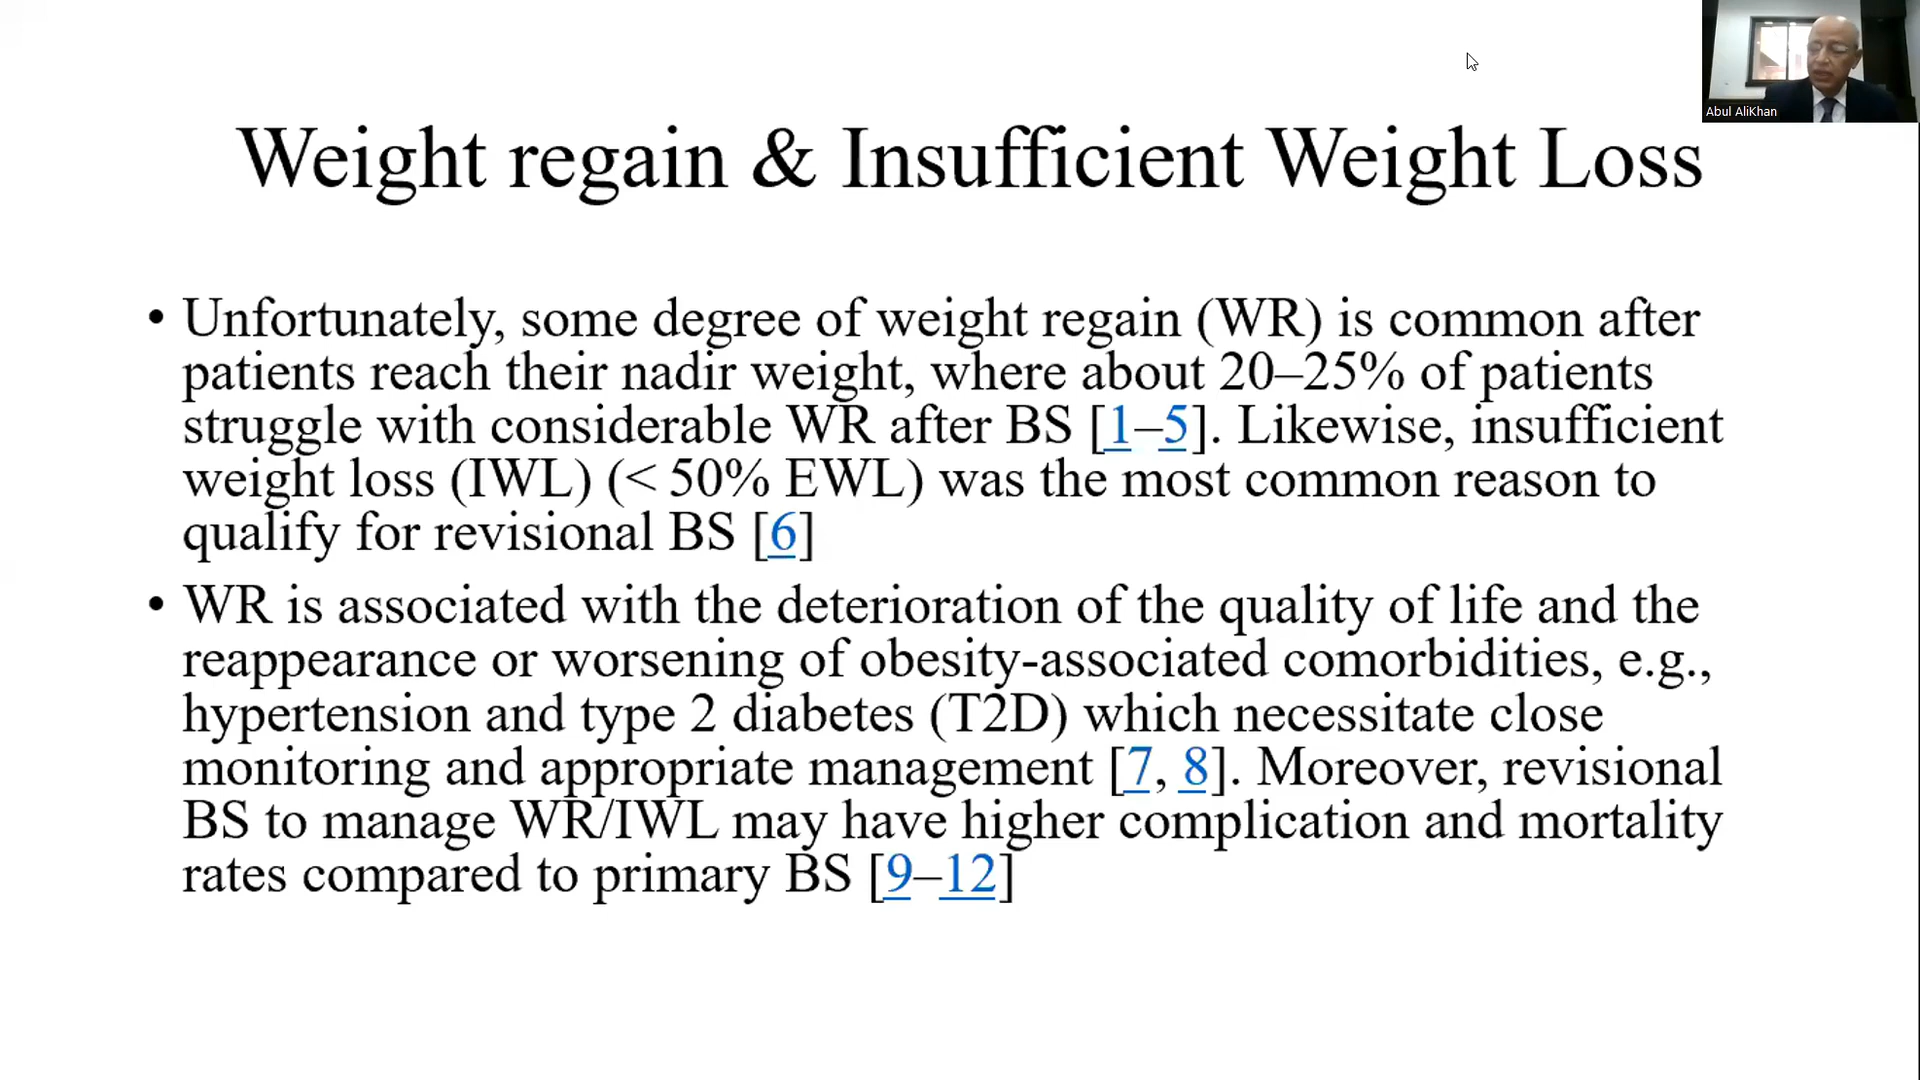 Abul AliKhan
Weight regain & Insufficient Weight Loss
• Unfortunately, some degree of weight regain (WR) is common after
patients reach their nadir weight, where about 20–25% of patients
struggle with considerable WR after BS [1–5]. Likewise, insufficient
weight loss (IWL) (< 50% EWL) was the most common reason to
qualify for revisional BS [6]
• WR is associated with the deterioration of the quality of life and the
reappearance or worsening of obesity-associated comorbidities, e.g.,
hypertension and type 2 diabetes (T2D) which necessitate close
monitoring and appropriate management [7, 8]. Moreover, revisional
BS to manage WR/IWL may have higher complication and mortality
rates compared to primary BS [9–12]